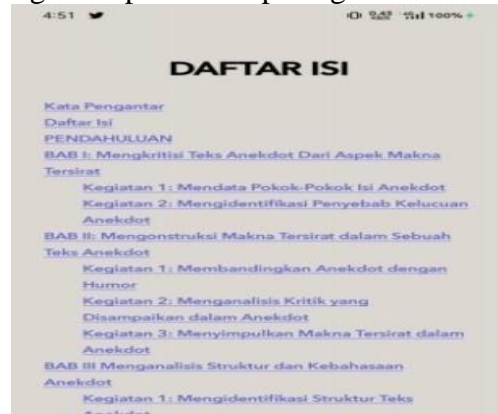 4:51 100%
DAFTAR ISI
Kata Pengantar
Daftar Isi
PENDAHULUAN
BAB I: Mengkritisi Teks Anekdot Dari Aspek Makna
Tersirat
Kegiatan 1: Mendata Pokok-Pokok Isi Anekdot
Kegiatan 2: Mengidentifikasi Penyebab Kelucuan
Anekdot
BAB II: Mengonstruksi Makna Tersirat dalam Sebuah
Teks Anekdot
Kegiatan 1: Membandingkan Anekdot dengan
Humor
Kegiatan 2: Menganalisis Kritik yang
Disampaikan dalam Anekdot
Kegiatan 3: Menyimpulkan Makna Tersirat dalam
Anekdot
BAB III Menganalisis Struktur dan Kebahasaan
Anekdot
Kegiatan 1: Mengidentifikasi Struktur Teks